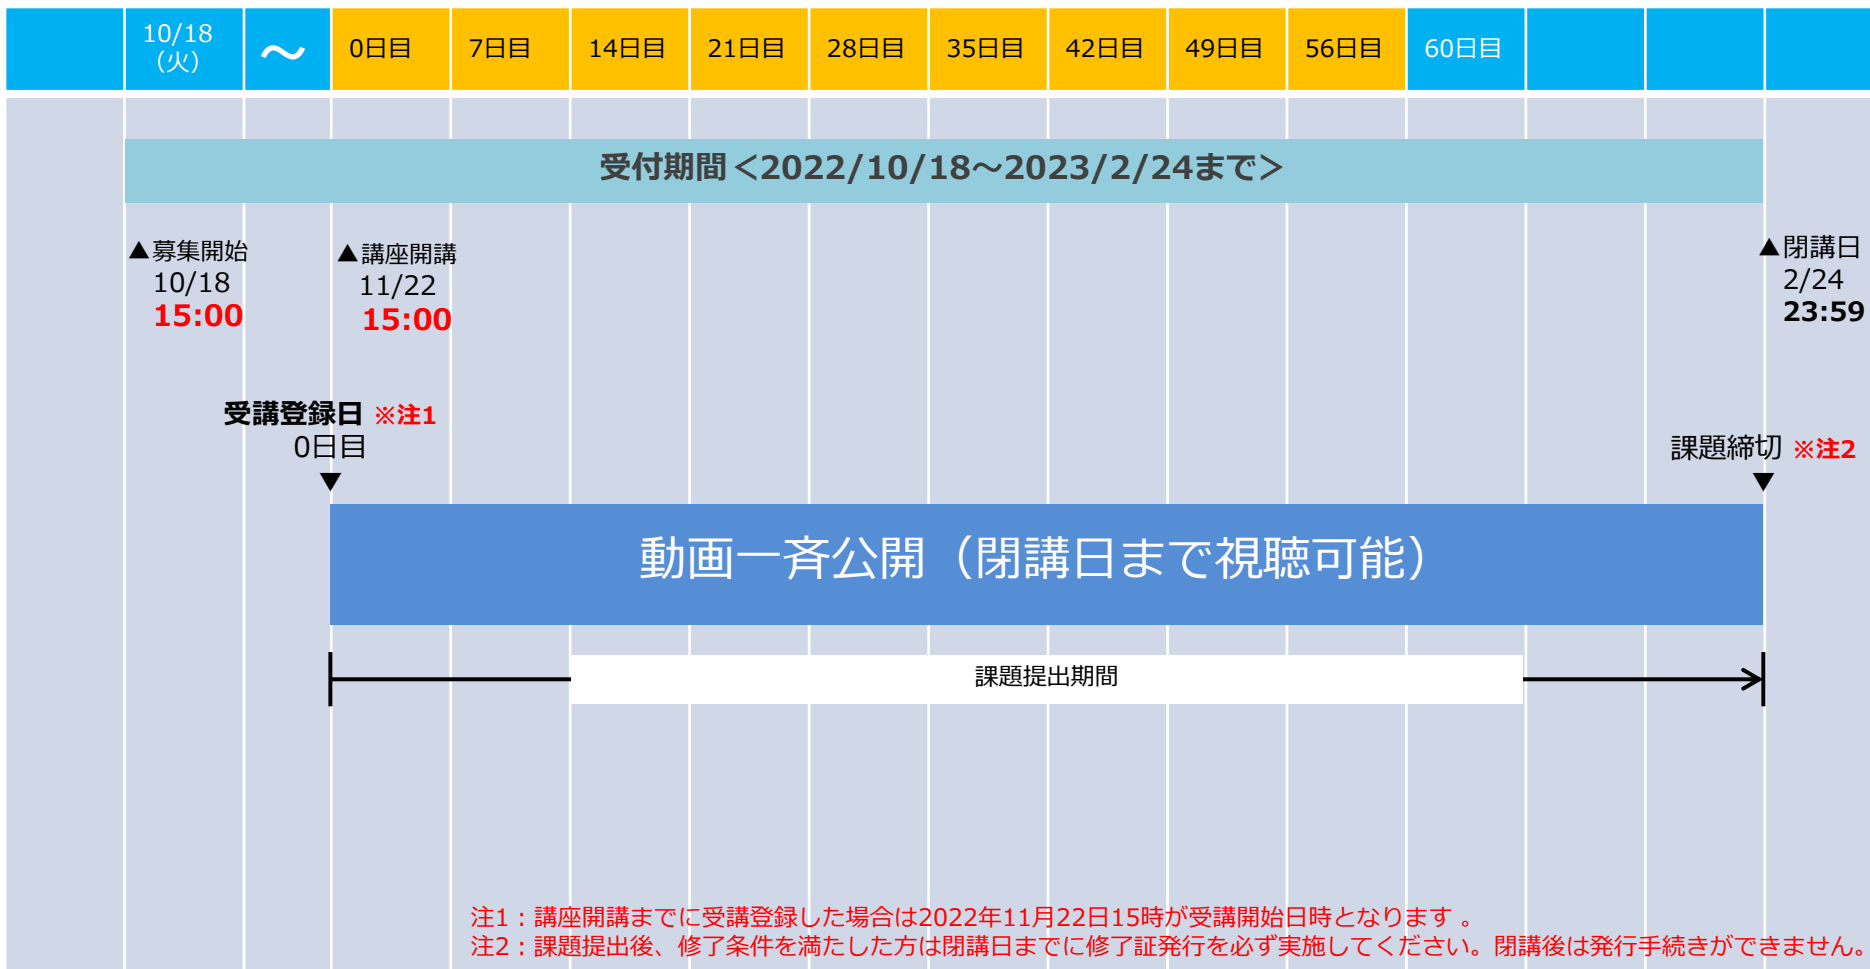 10/18
（火）
～
0日目
7日目
14日目
21日目
28日目
35日目
42日目
49日目
56日目
60日目
受付期間＜2022/10/18～2023/2/24まで＞
▲募集開始
10/18
15:00
▲講座開講
11/22
15:00
▲閉講日
2/24
23:59
受講登録日 ※注1
0日目
▼
課題締切 ※注2
▼
動画一斉公開（閉講日まで視聴可能）
課題提出期間
注1：講座開講までに受講登録した場合は2022年11月22日15時が受講開始日時となります 。
注2：課題提出後、修了条件を満たした方は閉講日までに修了証発行を必ず実施してください。閉講後は発行手続きができません。